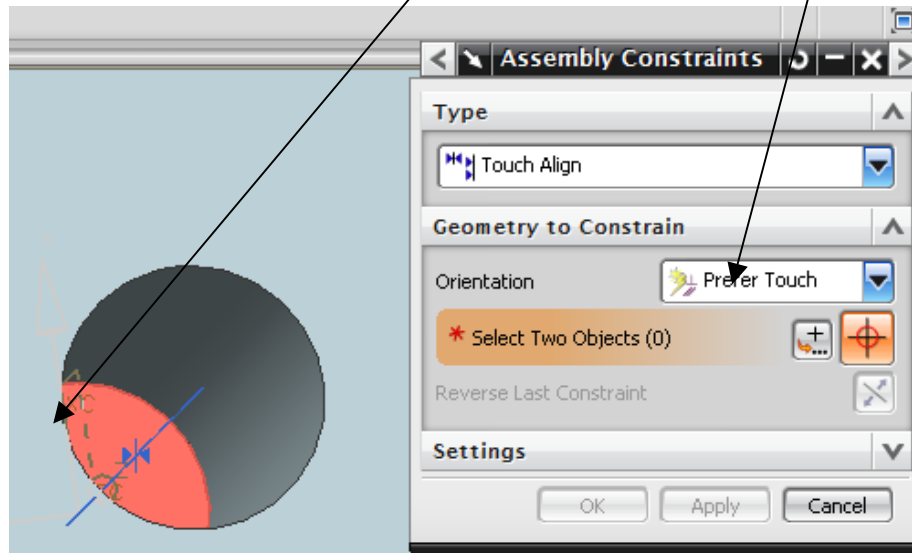 Assembly Constraints
Type
Touch Align
Geometry to Constrain
Orientation Prefer Touch
* Select Two Objects (0)
Reverse Last Constraint
Settings
OK Apply Cancel